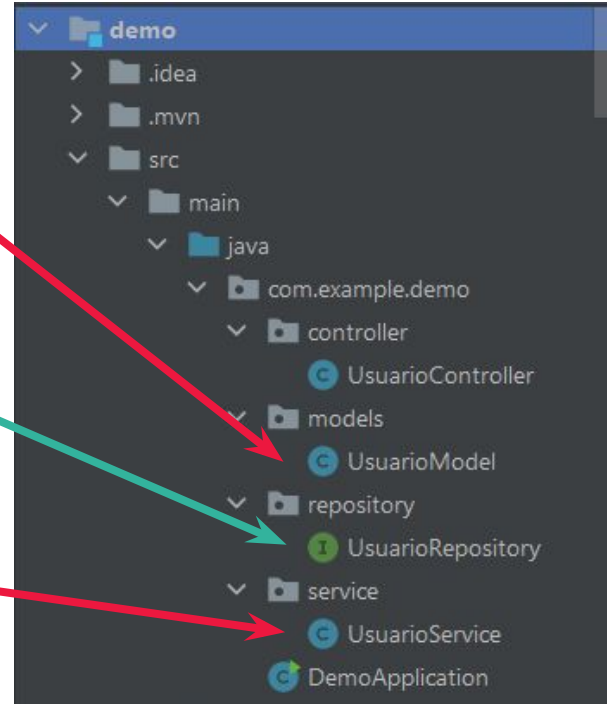 demo
.idea
.mvn
src
main
java
com.example.demo
controller
C UsuarioController
models
C UsuarioModel
repository
I UsuarioRepository
service
C UsuarioService
C DemoApplication